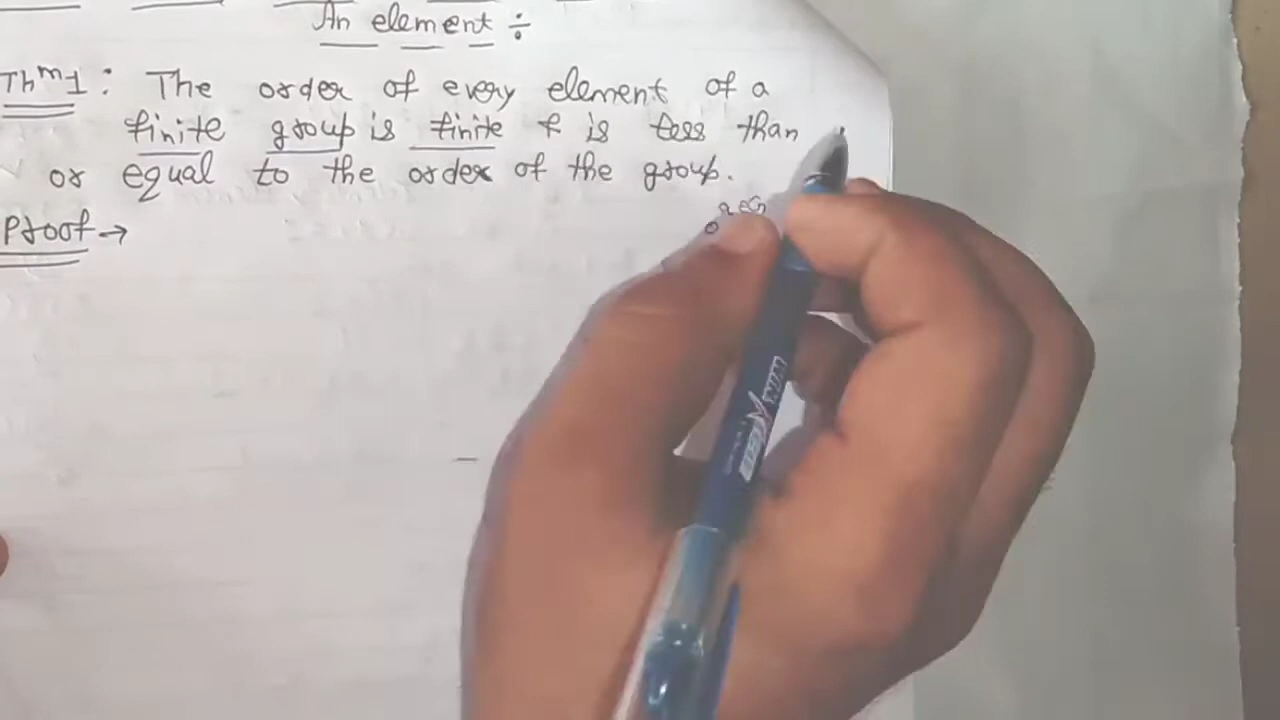 An element ÷
Thm 1: The order of every element of a
finite group is finite & is less than
or equal to the order of the group.
a ∈ G
Proof →